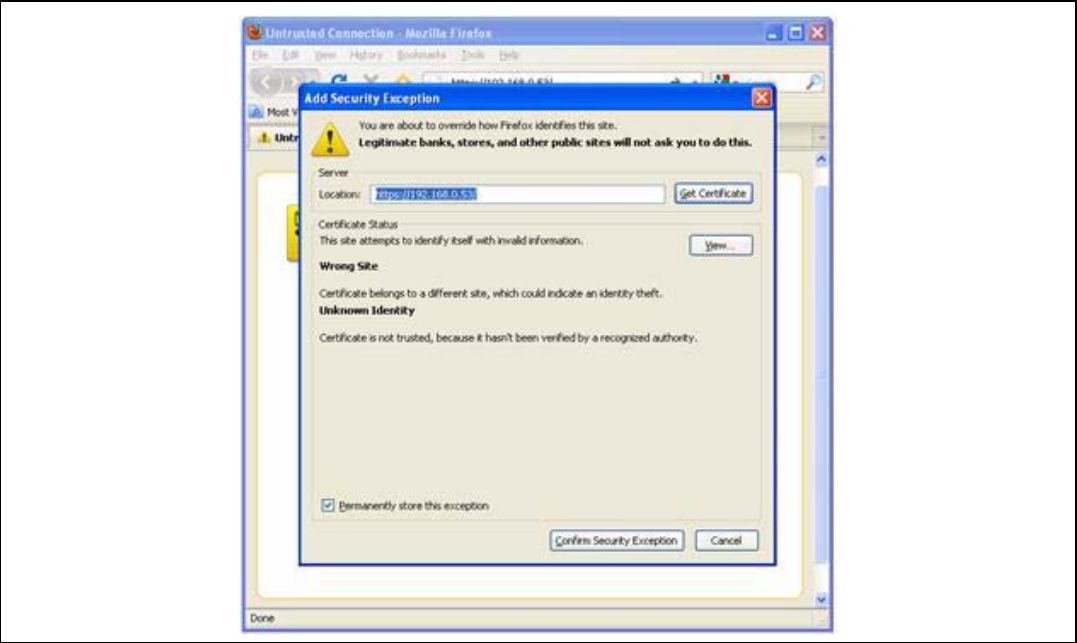 Untrusted Connection - Mozilla Firefox
File Edit View History Bookmarks Tools Help
Most V
Untr
Add Security Exception
You are about to override how Firefox identifies this site.
Legitimate banks, stores, and other public sites will not ask you to do this.
Server
Location: https://192.168.0.53/ Get Certificate
Certificate Status
This site attempts to identify itself with invalid information.
View...
Wrong Site
Certificate belongs to a different site, which could indicate an identity theft.
Unknown Identity
Certificate is not trusted, because it hasn't been verified by a recognized authority.
Permanently store this exception
Confirm Security Exception Cancel
Done